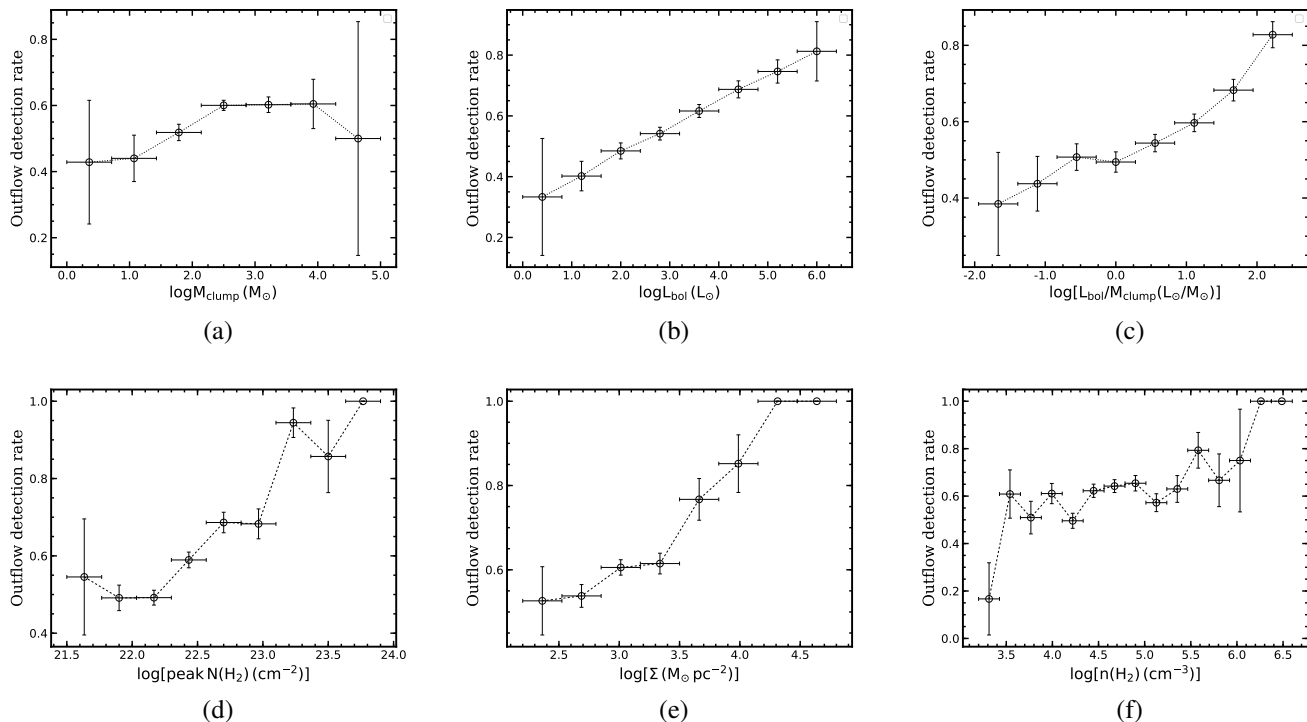 Outflow detection rate
0.8
0.6
0.4
0.2
0.0 1.0 2.0 3.0 4.0 5.0
logM_clump (M_⊙)
(a)
Outflow detection rate
0.8
0.6
0.4
0.2
0.0 1.0 2.0 3.0 4.0 5.0 6.0
logL_bol (L_⊙)
(b)
Outflow detection rate
0.8
0.6
0.4
-2.0 -1.0 0.0 1.0 2.0
log[L_bol/M_clump(L_⊙/M_⊙)]
(c)
Outflow detection rate
1.0
0.8
0.6
0.4
21.5 22.0 22.5 23.0 23.5 24.0
log[peak N(H₂) (cm⁻²)]
(d)
Outflow detection rate
1.0
0.8
0.6
2.5 3.0 3.5 4.0 4.5
log[Σ (M_⊙ pc⁻²)]
(e)
Outflow detection rate
1.0
0.8
0.6
0.4
0.2
0.0
3.5 4.0 4.5 5.0 5.5 6.0 6.5
log[n(H₂) (cm⁻³)]
(f)